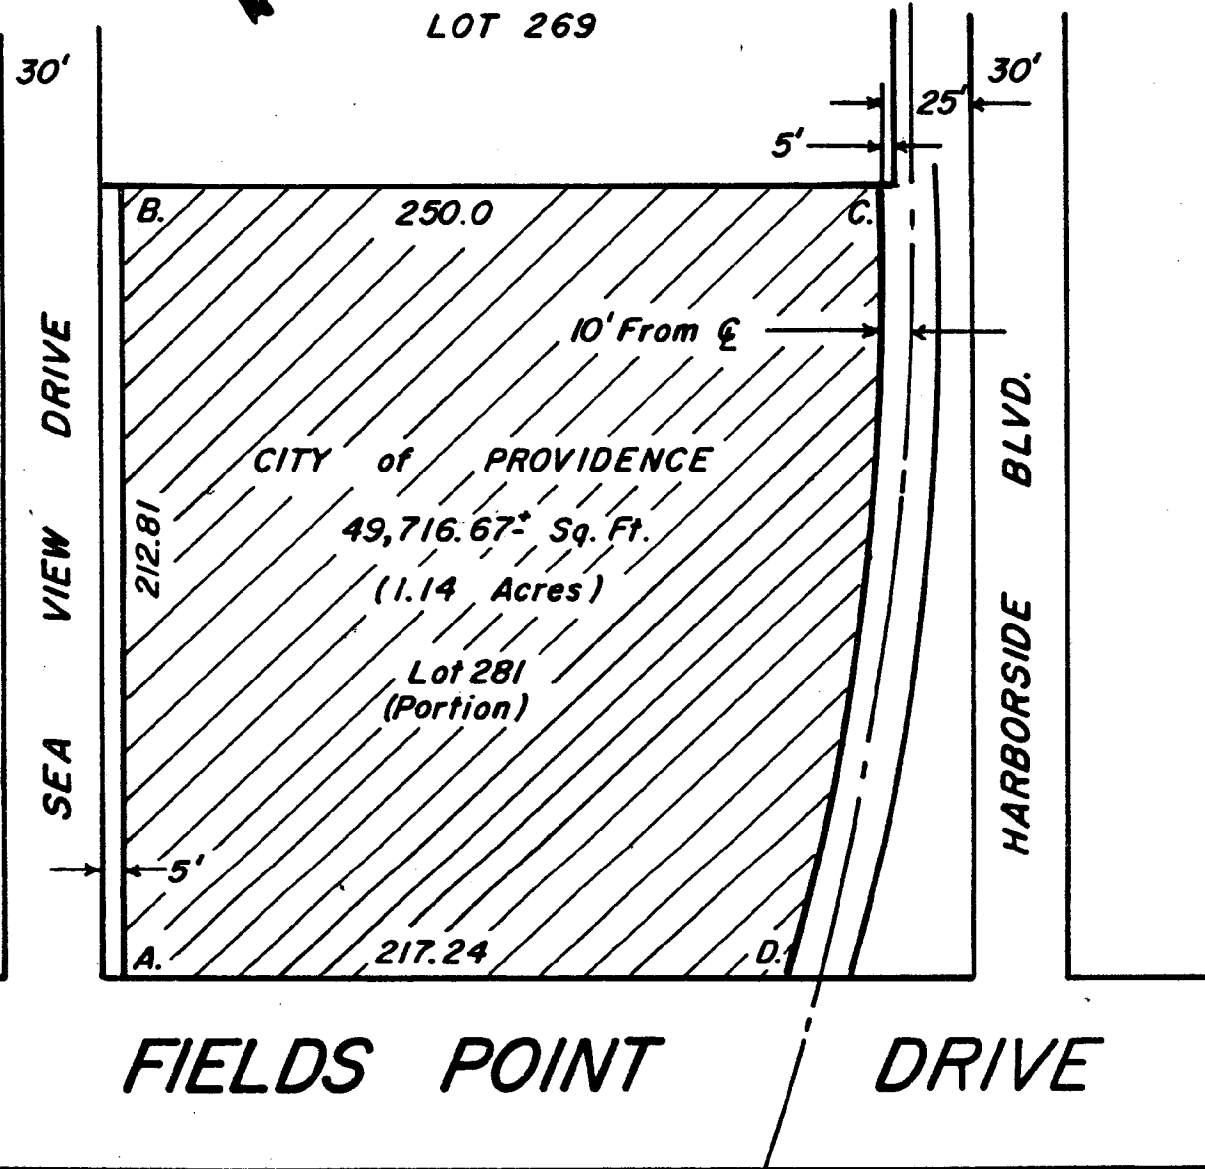 LOT 269
30'
30'
25'
5'
B.
250.0
C.
10' From ℄
SEA VIEW DRIVE
212.81
CITY of PROVIDENCE
49,716.67± Sq. Ft.
(1.14 Acres)
Lot 281
(Portion)
HARBORSIDE BLVD.
5'
A.
217.24
D.
FIELDS POINT DRIVE